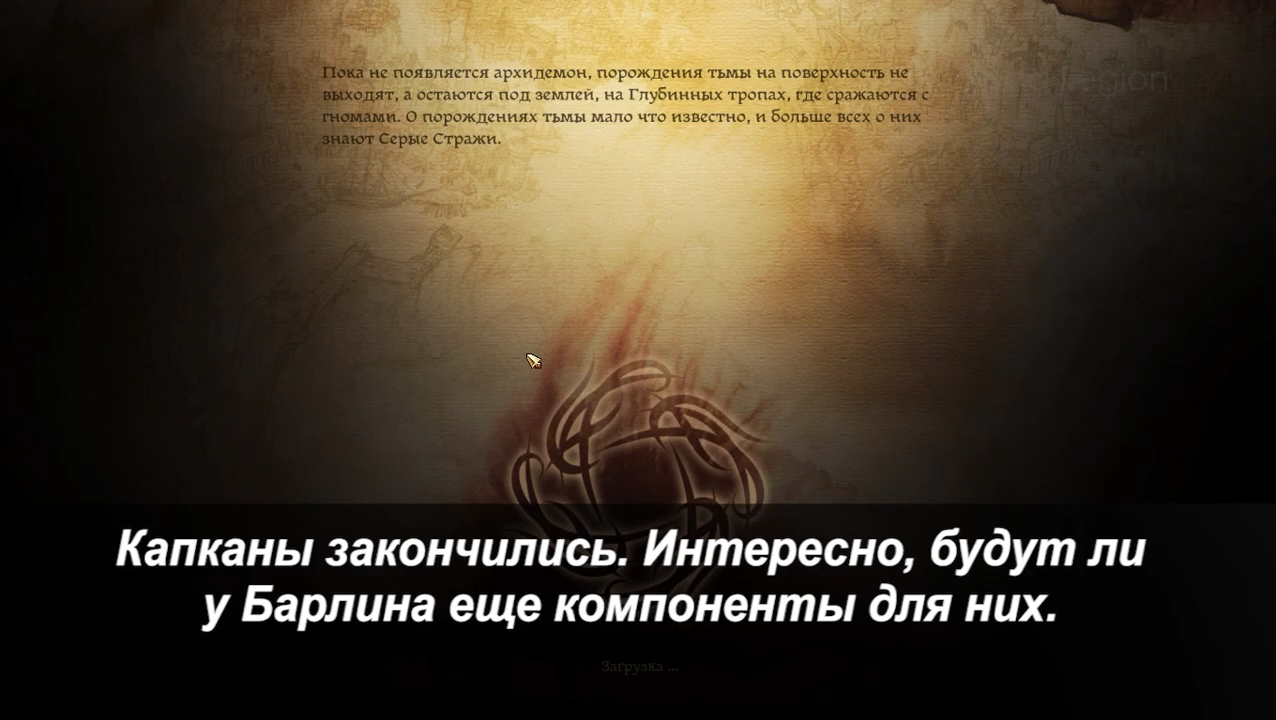 Пока не появляется архидемон, порождения тьмы на поверхность не
выходят, а остаются под землей, на Глубинных тропах, где сражаются с
гномами. О порождениях тьмы мало что известно, и больше всех о них
знают Серые Стражи.
Капканы закончились. Интересно, будут ли
у Барлина еще компоненты для них.
Загрузка ...